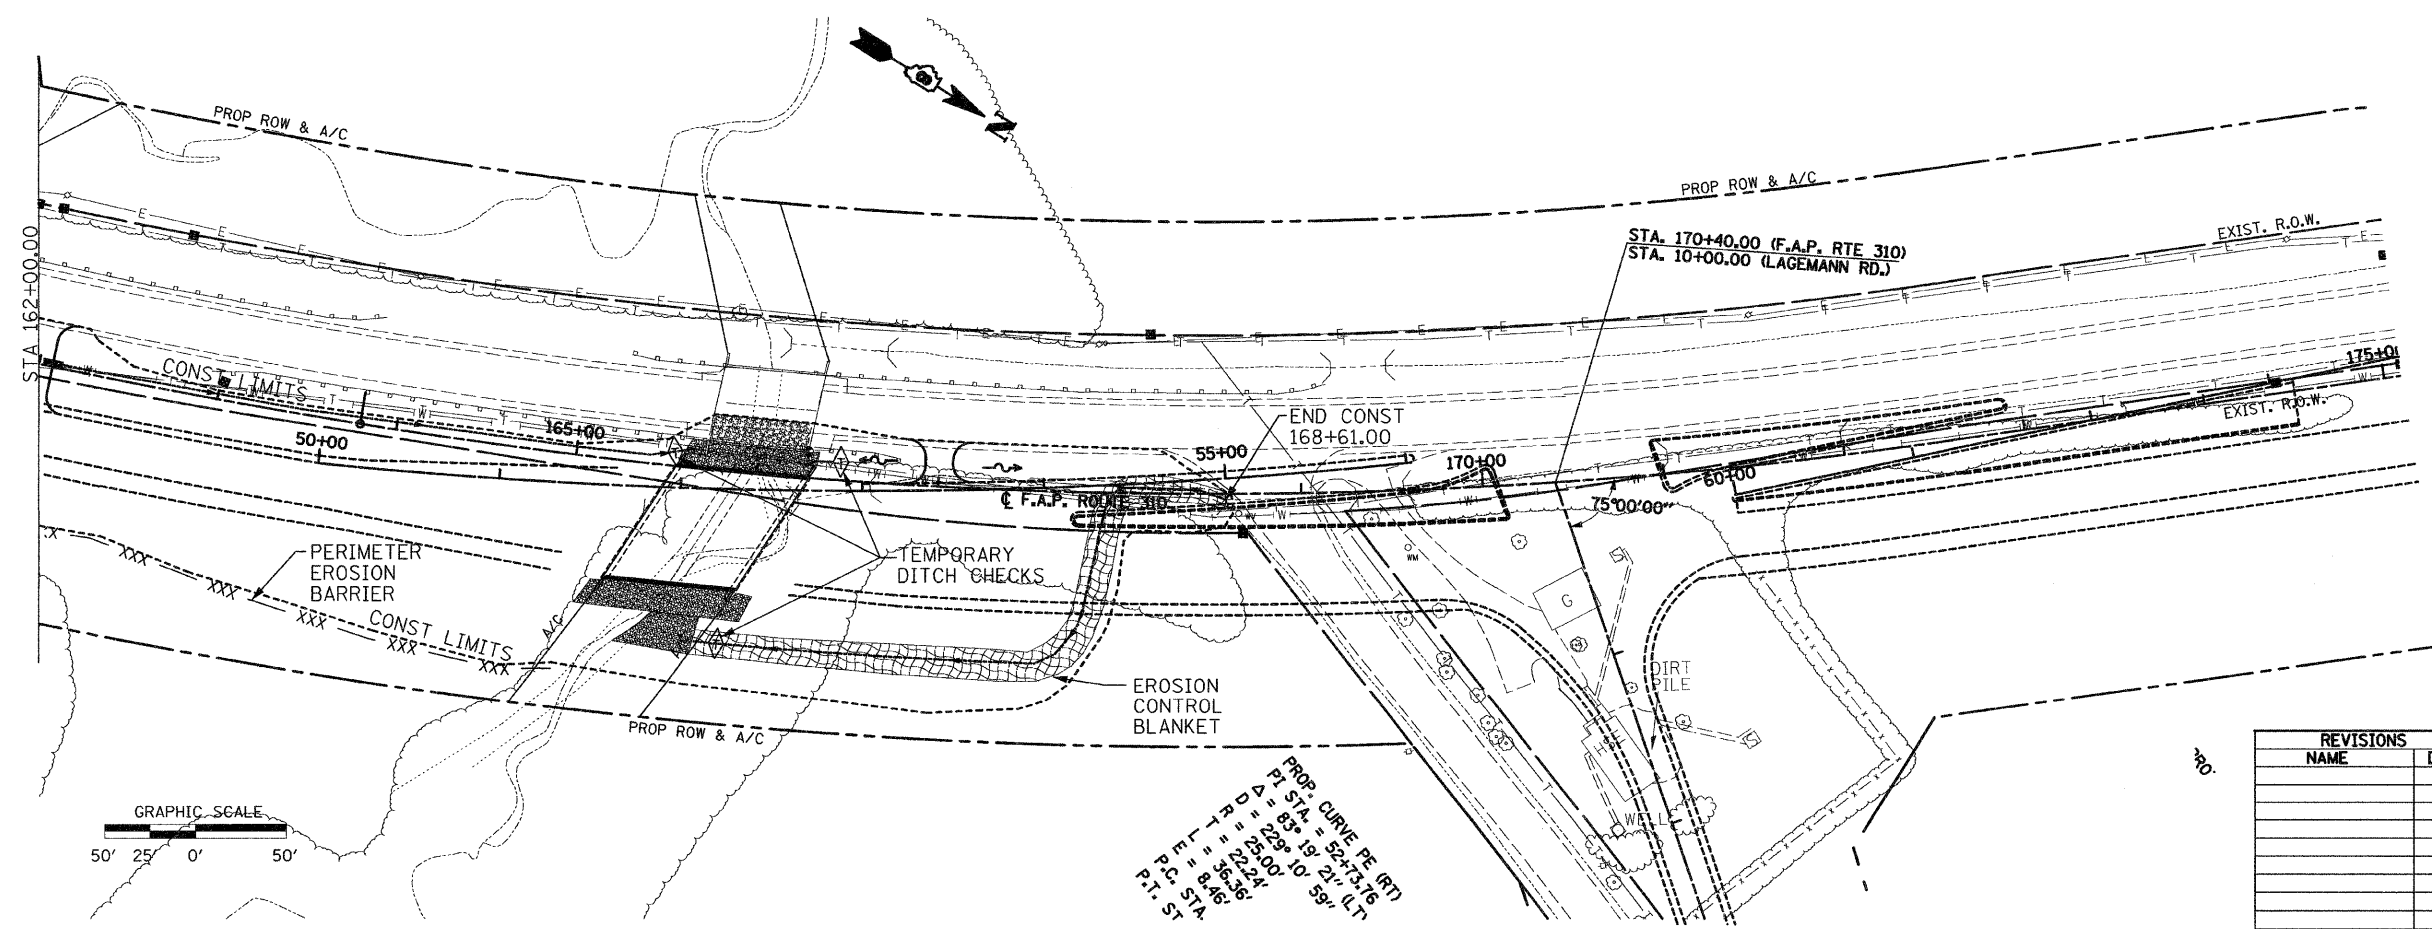 N
PROP ROW & A/C
PROP ROW & A/C
STA 162+00.00
STA. 170+40.00 (F.A.P. RTE 310)
STA. 10+00.00 (LAGEMANN RD.)
EXIST. R.O.W.
175+0
CONST LIMITS
165+00
50+00
END CONST
168+61.00
55+00
170+00
EXIST. R.O.W.
60+00
75°00'00"
℄ F.A.P. ROUTE 310
PERIMETER
EROSION
BARRIER
TEMPORARY
DITCH CHECKS
WM
G
CONST LIMITS
A/C
DIRT
PILE
EROSION
CONTROL
BLANKET
PROP ROW & A/C
WELL
GRAPHIC SCALE
50' 25' 0' 50'
PROP. CURVE PE (RT)
PI STA. = 52+73.76
Δ = 83° 19' 21" (LT)
D = 229° 10' 59"
R = 25.00'
T = 22.24'
L = 36.36'
E = 8.46'
P.C. STA.
P.T. ST
REVISIONS
NAME